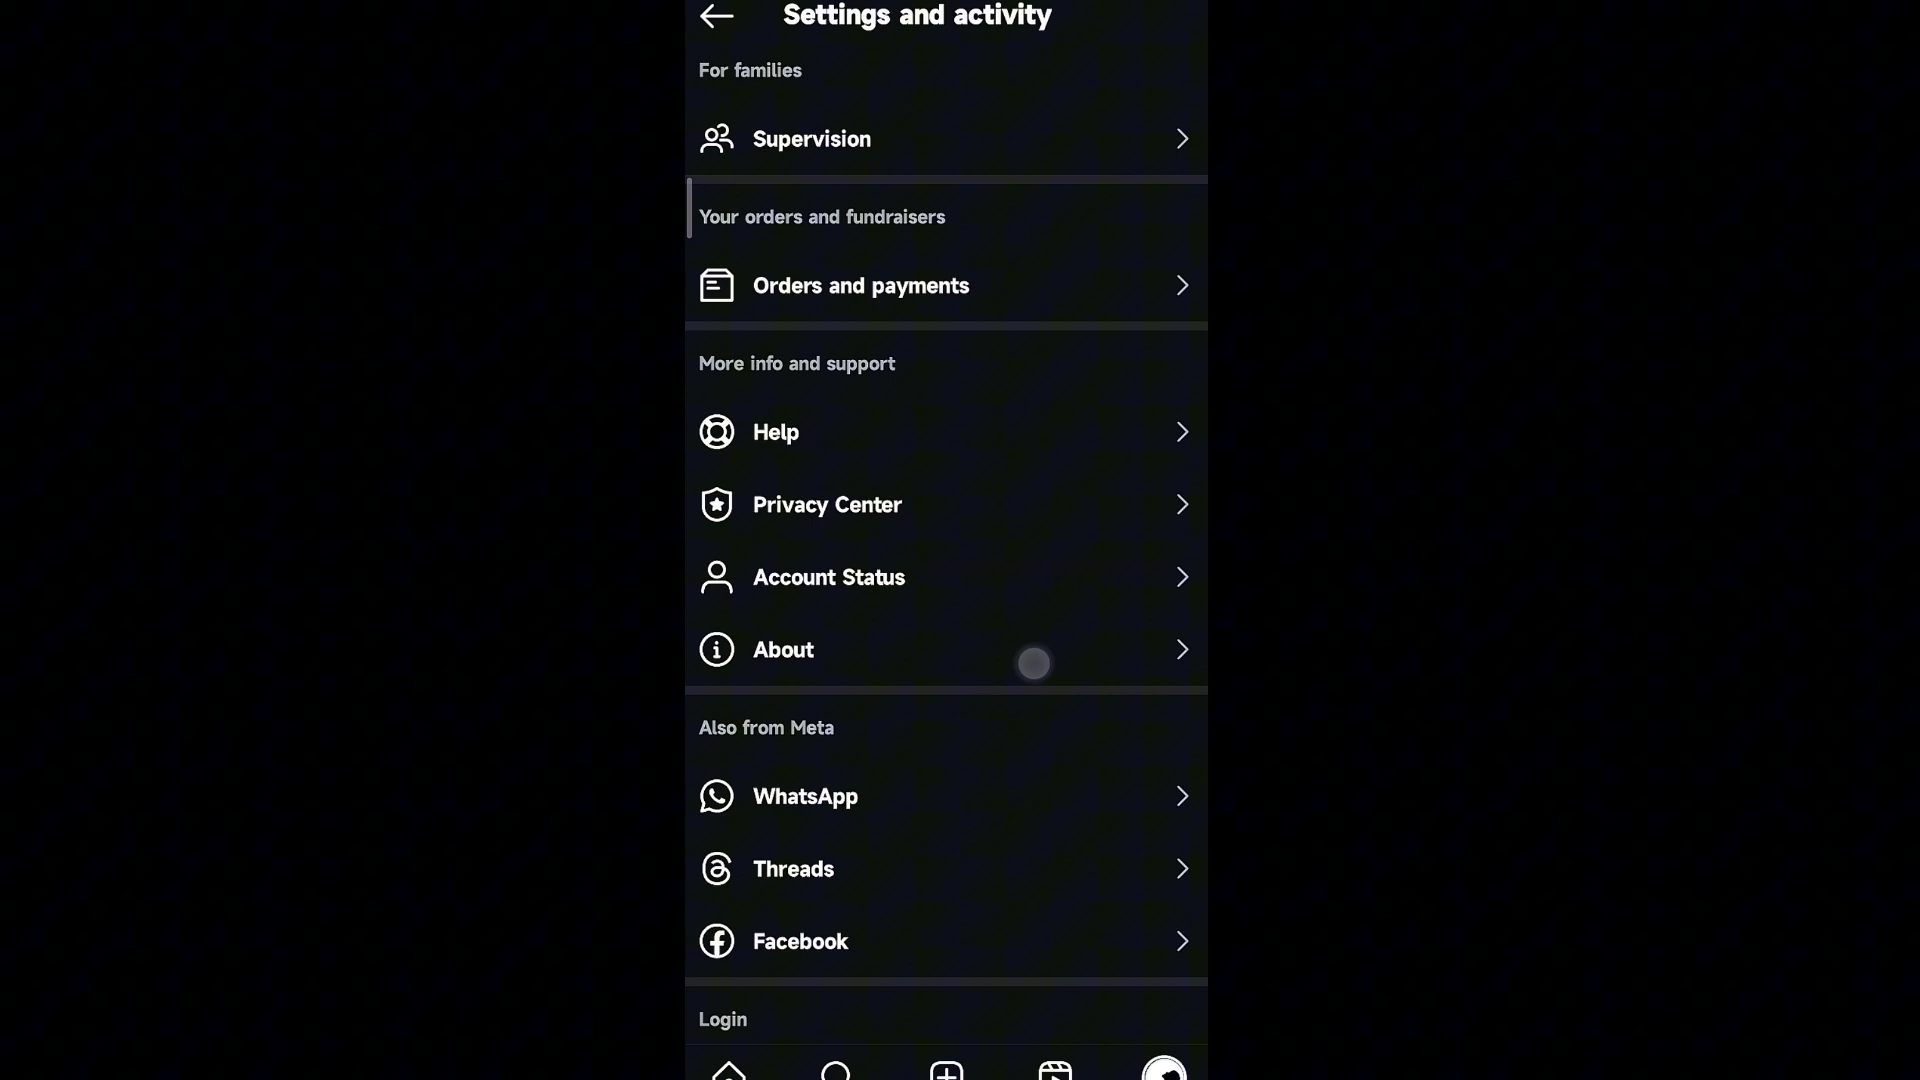 Settings and activity
For families
Supervision
Your orders and fundraisers
Orders and payments
More info and support
Help
Privacy Center
Account Status
About
Also from Meta
WhatsApp
Threads
Facebook
Login